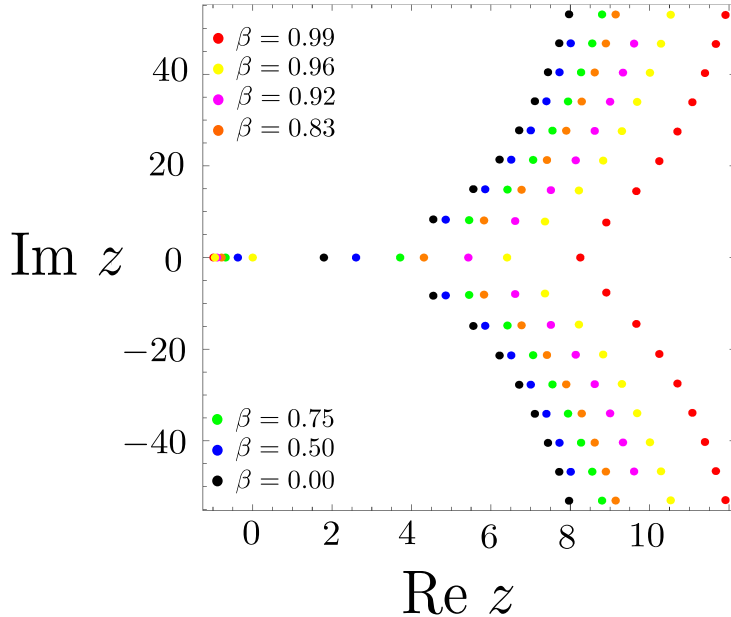 β = 0.99
β = 0.96
β = 0.92
β = 0.83
40
20
Im z
0
−20
−40
β = 0.75
β = 0.50
β = 0.00
0 2 4 6 8 10
Re z